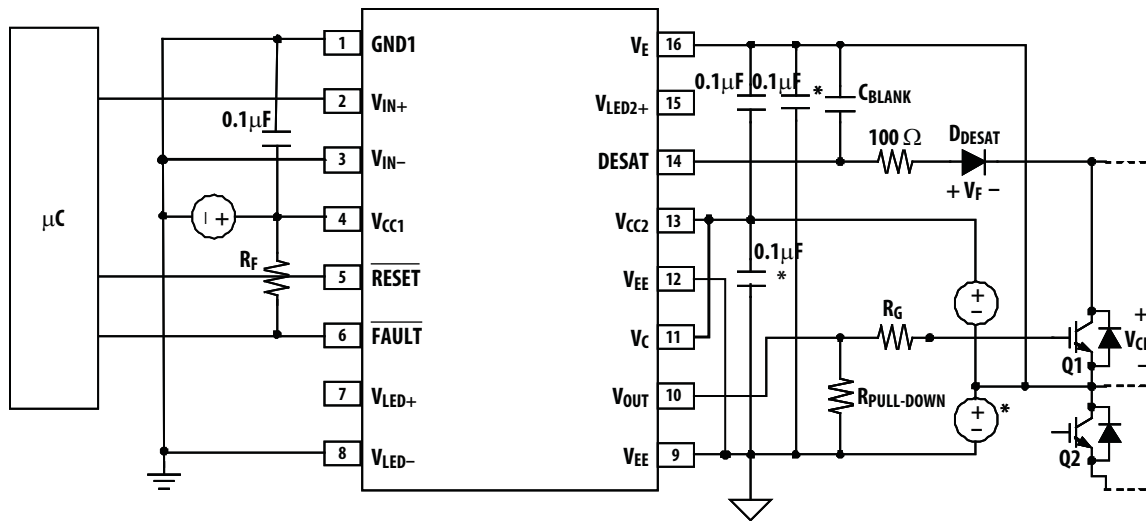 μC
1 GND1
2 VIN+
3 VIN–
4 VCC1
5 RESET
6 FAULT
7 VLED+
8 VLED–
0.1μF
– +
RF
VE 16
VLED2+ 15
DESAT 14
VCC2 13
VEE 12
VC 11
VOUT 10
VEE 9
0.1μF 0.1μF
*
CBLANK
100 Ω
DDESAT
+ VF –
0.1μF
*
+
–
RG
RPULL-DOWN
+
–
*
Q1
+
–
Q2